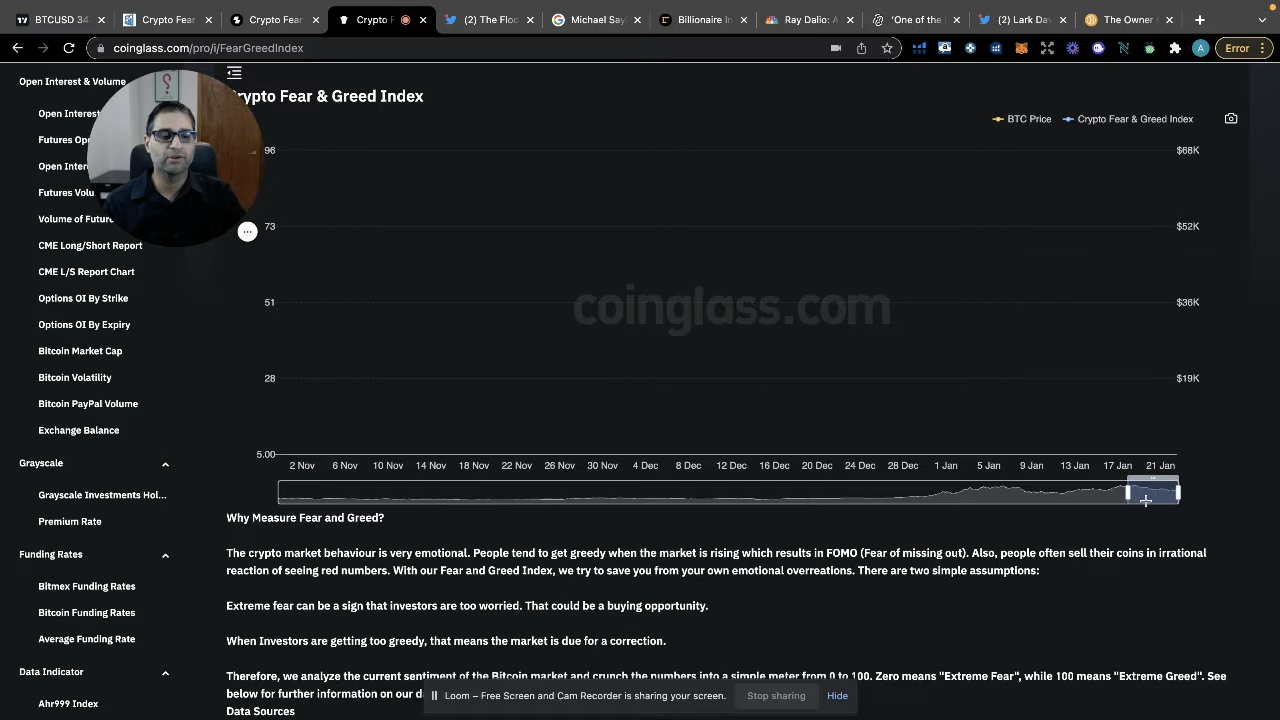 BTCUSD 34
Crypto Fear
Crypto Fear
Crypto F
(2) The Floo
Michael Sayl
Billionaire In
Ray Dalio: A
'One of the
(2) Lark Dav
The Owner C
coinglass.com/pro/i/FearGreedIndex
A
Error
Open Interest & Volume
Open Interest
Futures Ope
Open Inter
Futures Volu
Volume of Future
CME Long/Short Report
CME L/S Report Chart
Options OI By Strike
Options OI By Expiry
Bitcoin Market Cap
Bitcoin Volatility
Bitcoin PayPal Volume
Exchange Balance
Grayscale
Grayscale Investments Hol...
Premium Rate
Funding Rates
Bitmex Funding Rates
Bitcoin Funding Rates
Average Funding Rate
Data Indicator
Ahr999 Index
Crypto Fear & Greed Index
BTC Price
Crypto Fear & Greed Index
96
$68K
73
$52K
51
$36K
28
$19K
5.00
coinglass.com
2 Nov 6 Nov 10 Nov 14 Nov 18 Nov 22 Nov 26 Nov 30 Nov 4 Dec 8 Dec 12 Dec 16 Dec 20 Dec 24 Dec 28 Dec 1 Jan 5 Jan 9 Jan 13 Jan 17 Jan 21 Jan
Why Measure Fear and Greed?
The crypto market behaviour is very emotional. People tend to get greedy when the market is rising which results in FOMO (Fear of missing out). Also, people often sell their coins in irrational
reaction of seeing red numbers. With our Fear and Greed Index, we try to save you from your own emotional overreations. There are two simple assumptions:
Extreme fear can be a sign that investors are too worried. That could be a buying opportunity.
When Investors are getting too greedy, that means the market is due for a correction.
Therefore, we analyze the current sentiment of the Bitcoin market and crunch the numbers into a simple meter from 0 to 100. Zero means "Extreme Fear", while 100 means "Extreme Greed". See
below for further information on our d
Data Sources
Loom – Free Screen and Cam Recorder is sharing your screen.
Stop sharing
Hide